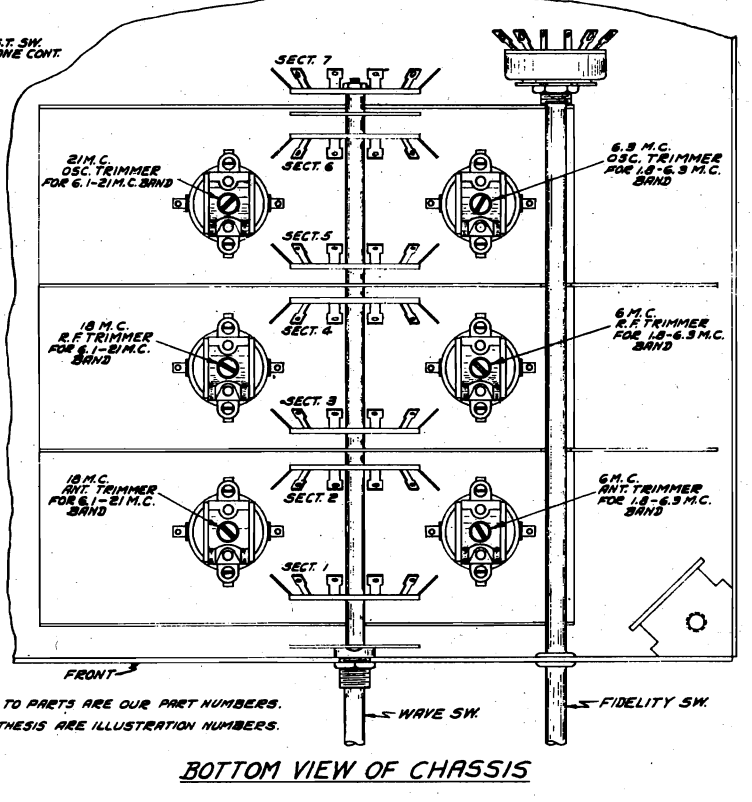 S.T. SW.
ONE CONT.
SECT. 7
21 M.C.
OSC. TRIMMER
FOR 6.1-21 M.C. BAND
SECT. 6
6.3 M.C.
OSC. TRIMMER
FOR 1.8-6.3 M.C.
BAND
SECT. 5
18 M.C.
R.F. TRIMMER
FOR 6.1-21 M.C.
BAND
SECT. 4
6 M.C.
R.F. TRIMMER
FOR 1.8-6.3 M.C.
BAND
SECT. 3
18 M.C.
ANT. TRIMMER
FOR 6.1-21 M.C.
BAND
SECT. 2
6 M.C.
ANT. TRIMMER
FOR 1.8-6.3 M.C.
BAND
SECT. 1
FRONT
TO PARTS ARE OUR PART NUMBERS.
THESIS ARE ILLUSTRATION NUMBERS.
WAVE SW.
FIDELITY SW.
BOTTOM VIEW OF CHASSIS